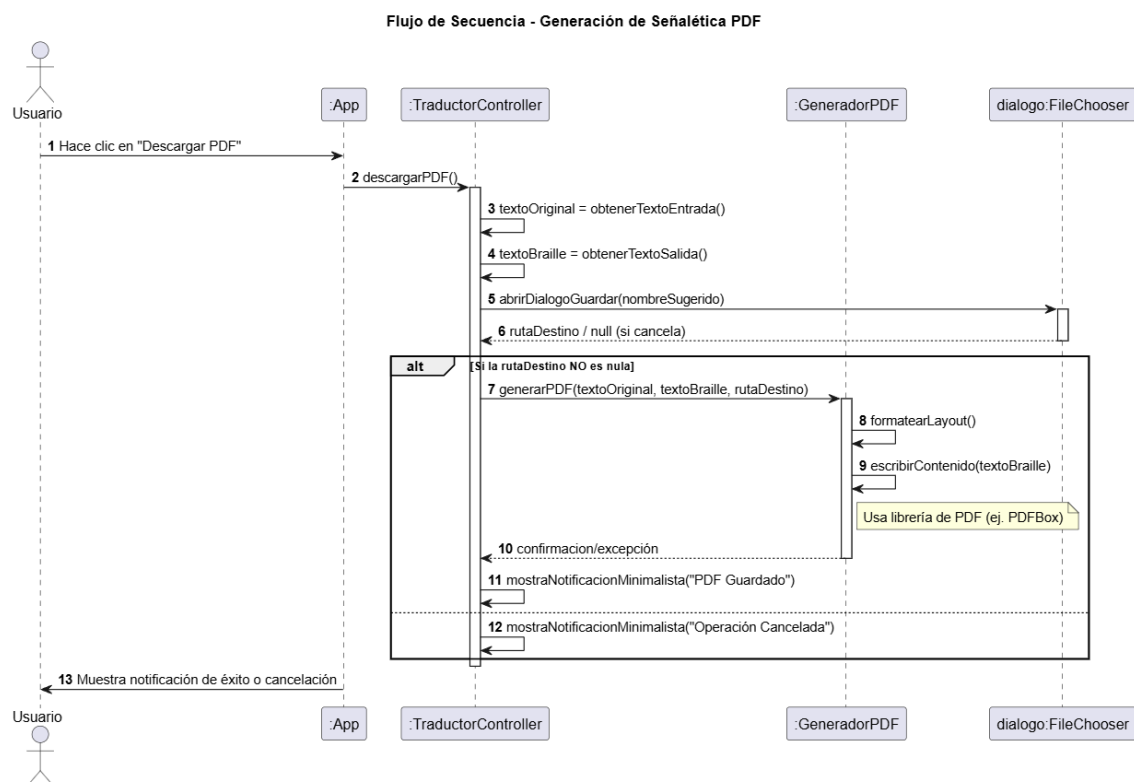 Flujo de Secuencia - Generación de Señalética PDF
Usuario
:App
:TraductorController
:GeneradorPDF
dialogo:FileChooser
1 Hace clic en "Descargar PDF"
2 descargarPDF()
3 textoOriginal = obtenerTextoEntrada()
4 textoBraille = obtenerTextoSalida()
5 abrirDialogoGuardar(nombreSugerido)
6 rutaDestino / null (si cancela)
alt
[Si la rutaDestino NO es nula]
7 generarPDF(textoOriginal, textoBraille, rutaDestino)
8 formatearLayout()
9 escribirContenido(textoBraille)
Usa librería de PDF (ej. PDFBox)
10 confirmacion/excepción
11 mostraNotificacionMinimalista("PDF Guardado")
12 mostraNotificacionMinimalista("Operación Cancelada")
13 Muestra notificación de éxito o cancelación
Usuario
:App
:TraductorController
:GeneradorPDF
dialogo:FileChooser